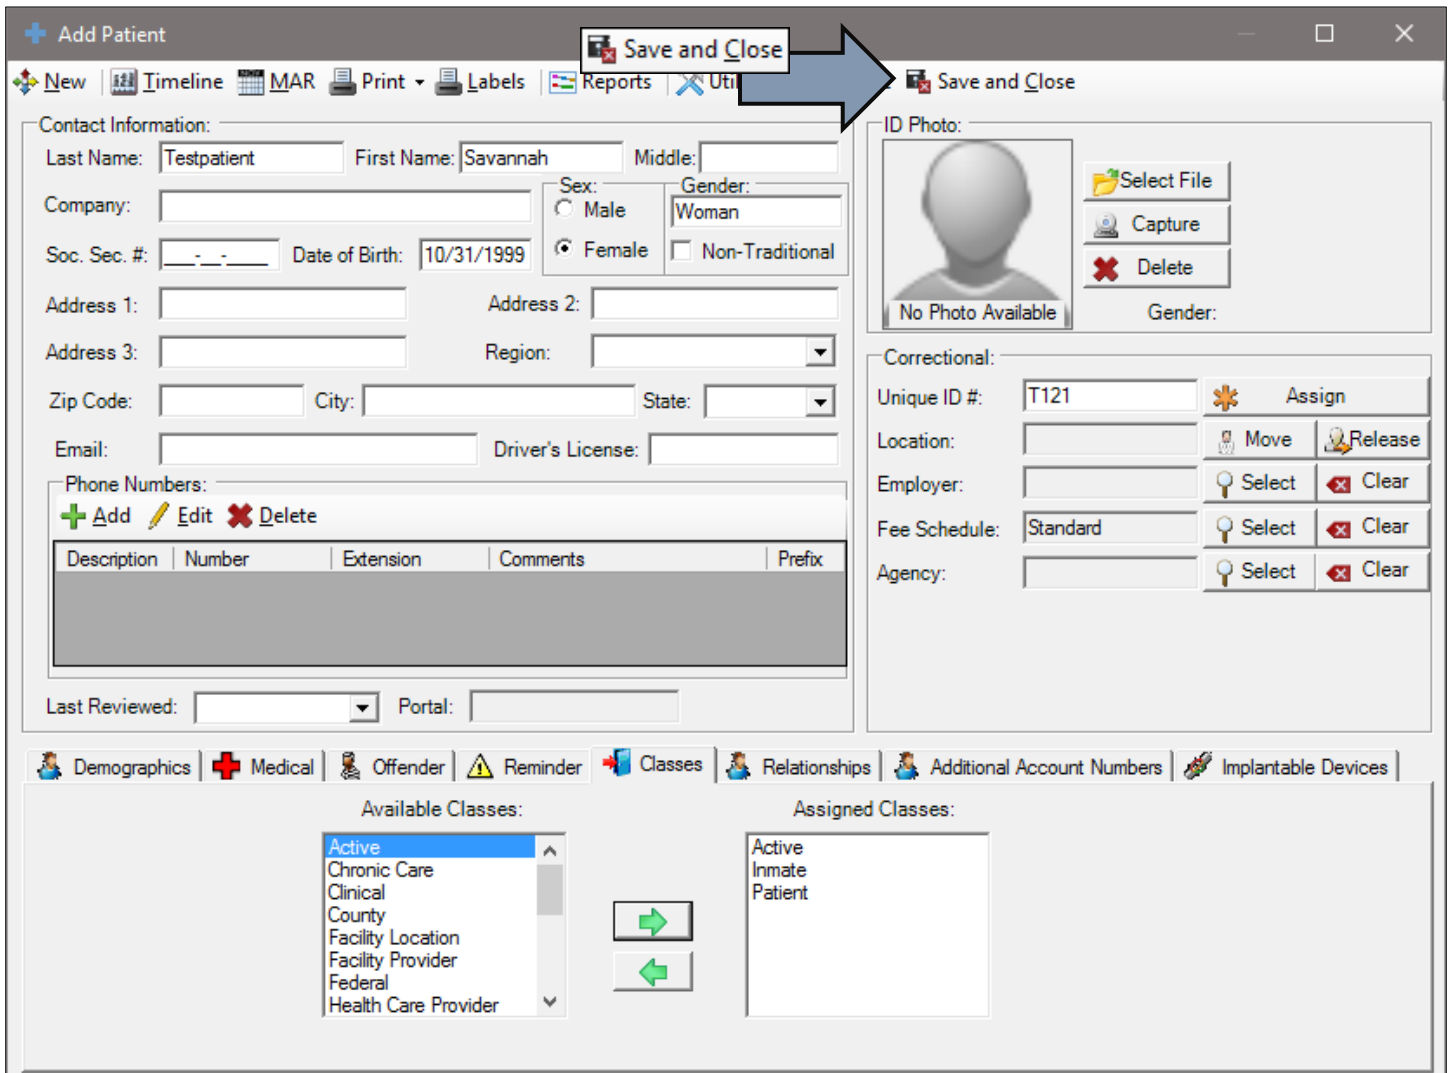 Add Patient
Save and Close
New Timeline MAR Print Labels Reports Save and Close
Contact Information:
Last Name: Testpatient First Name: Savannah Middle:
Company:
Sex: Gender:
Male Woman
Soc. Sec. #: ___-__-____ Date of Birth: 10/31/1999 Female Non-Traditional
Address 1: Address 2:
Address 3: Region:
Zip Code: City: State:
Email: Driver's License:
Phone Numbers:
Add Edit Delete
Description Number Extension Comments Prefix
Last Reviewed: Portal:
ID Photo:
No Photo Available
Select File
Capture
Delete
Gender:
Correctional:
Unique ID #: T121 Assign
Location: Move Release
Employer: Select Clear
Fee Schedule: Standard Select Clear
Agency: Select Clear
Demographics Medical Offender Reminder Classes Relationships Additional Account Numbers Implantable Devices
Available Classes:
Active
Chronic Care
Clinical
County
Facility Location
Facility Provider
Federal
Health Care Provider
Assigned Classes:
Active
Inmate
Patient